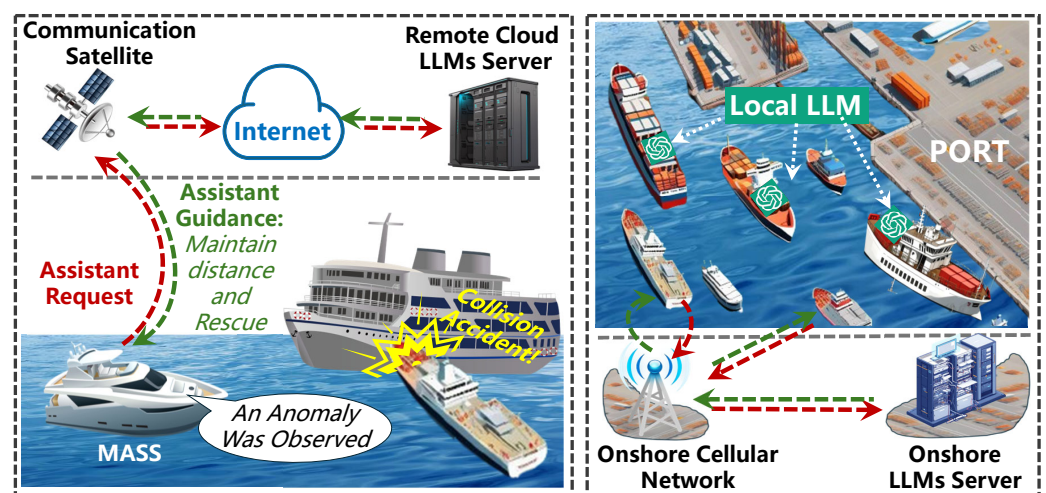 Communication
Satellite
Remote Cloud
LLMs Server
Internet
Assistant
Guidance:
Maintain
distance
and
Rescue
Assistant
Request
Collision
Accident!
An Anomaly
Was Observed
MASS
Local LLM
PORT
Onshore Cellular
Network
Onshore
LLMs Server